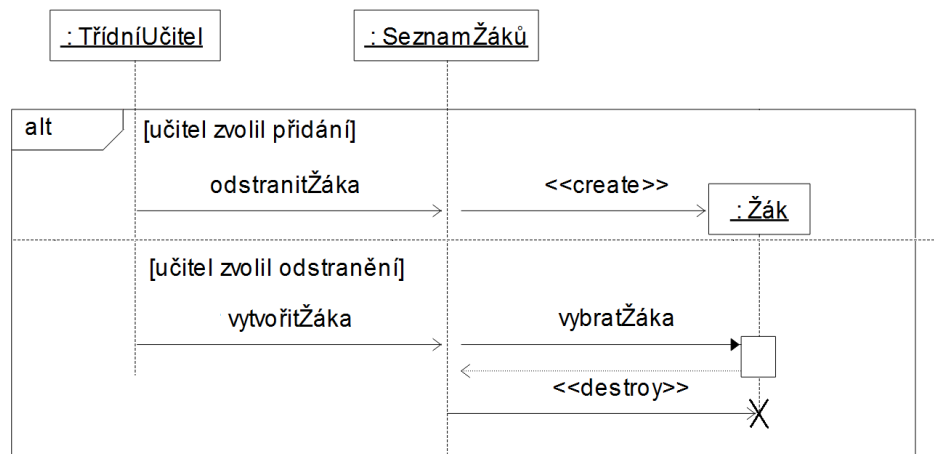 : TřídníUčitel
: SeznamŽáků
alt
[učitel zvolil přidání]
odstranitŽáka
<<create>>
: Žák
[učitel zvolil odstranění]
vytvořitŽáka
vybratŽáka
<<destroy>>